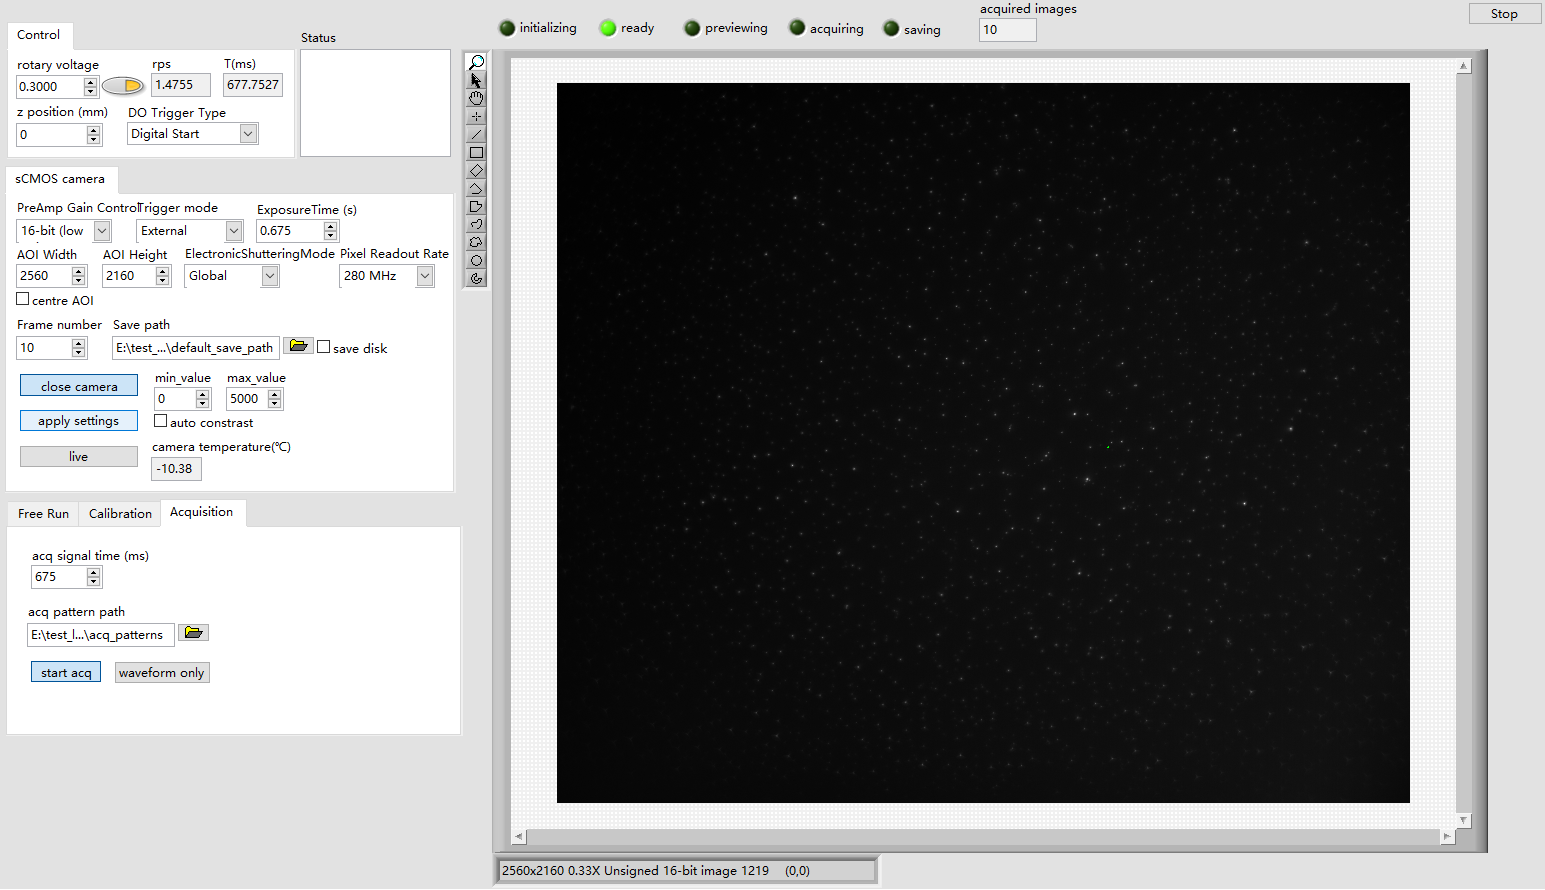 initializing
ready
previewing
acquiring
saving
acquired images
10
Stop
Control
Status
rotary voltage
rps
T(ms)
0.3000
1.4755
677.7527
z position (mm)
DO Trigger Type
0
Digital Start
sCMOS camera
PreAmp Gain Control
Trigger mode
ExposureTime (s)
16-bit (low
External
0.675
AOI Width
AOI Height
ElectronicShutteringMode
Pixel Readout Rate
2560
2160
Global
280 MHz
centre AOI
Frame number
Save path
10
E:\test_...\default_save_path
save disk
close camera
min_value
max_value
0
5000
apply settings
auto constrast
live
camera temperature(℃)
-10.38
Free Run
Calibration
Acquisition
acq signal time (ms)
675
acq pattern path
E:\test_l...\acq_patterns
start acq
waveform only
2560x2160 0.33X Unsigned 16-bit image 1219 (0,0)